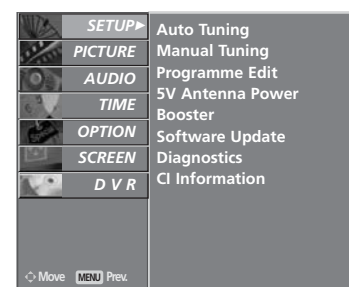 SETUP
PICTURE
AUDIO
TIME
OPTION
SCREEN
D V R
Auto Tuning
Manual Tuning
Programme Edit
5V Antenna Power
Booster
Software Update
Diagnostics
CI Information
Move MENU Prev.